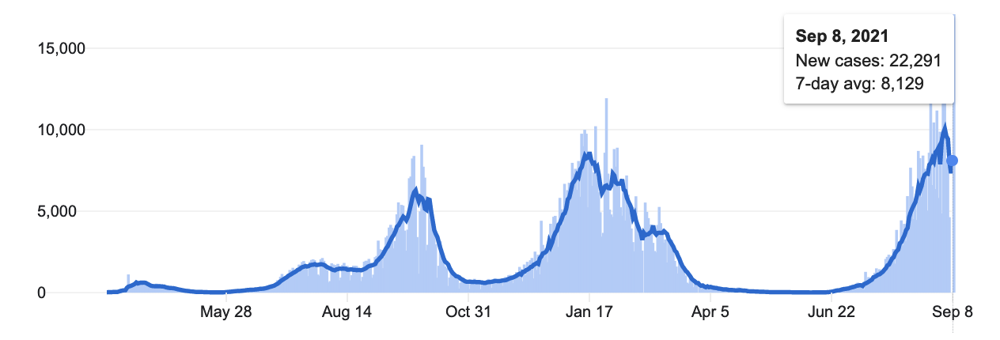 Sep 8, 2021
New cases: 22,291
7-day avg: 8,129
15,000
10,000
5,000
0
May 28
Aug 14
Oct 31
Jan 17
Apr 5
Jun 22
Sep 8